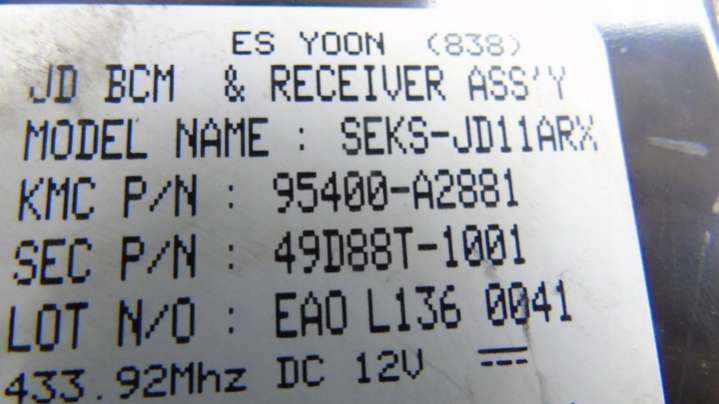 ES YOON (838)
JD BCM & RECEIVER ASS'Y
MODEL NAME : SEKS-JD11ARX
KMC P/N : 95400-A2881
SEC P/N : 49D88T-1001
LOT N/O : EAO L136 0041
433.92Mhz DC 12V ⎓